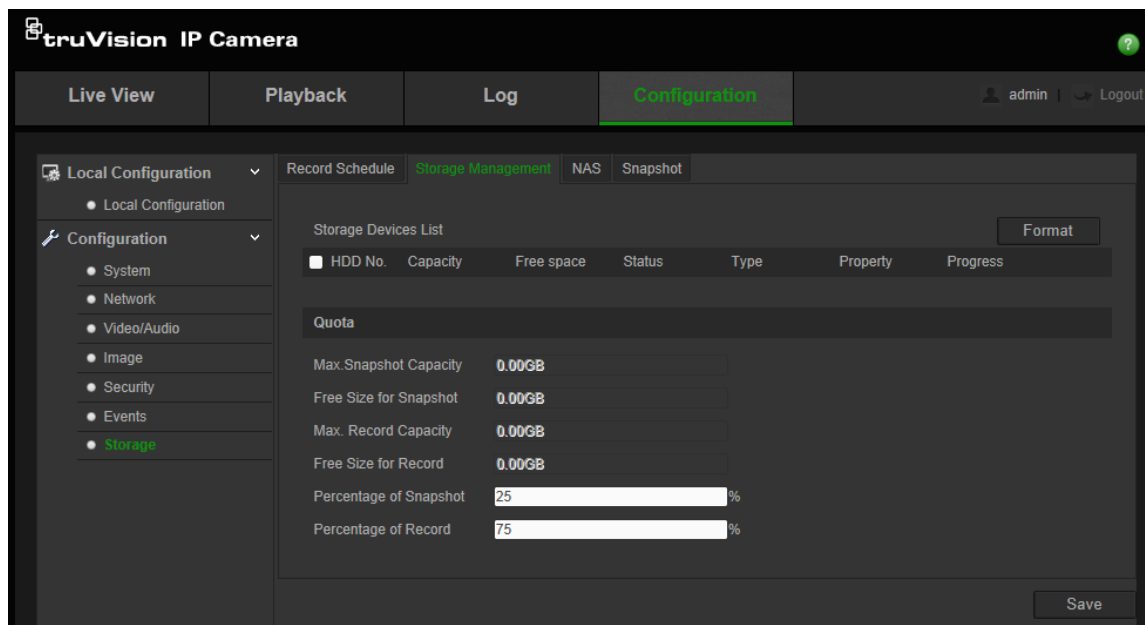 truVision IP Camera
?
Live View Playback Log Configuration admin | Logout
Local Configuration
Local Configuration
Configuration
System
Network
Video/Audio
Image
Security
Events
Storage
Record Schedule Storage Management NAS Snapshot
Storage Devices List Format
HDD No. Capacity Free space Status Type Property Progress
Quota
Max.Snapshot Capacity 0.00GB
Free Size for Snapshot 0.00GB
Max. Record Capacity 0.00GB
Free Size for Record 0.00GB
Percentage of Snapshot 25 %
Percentage of Record 75 %
Save